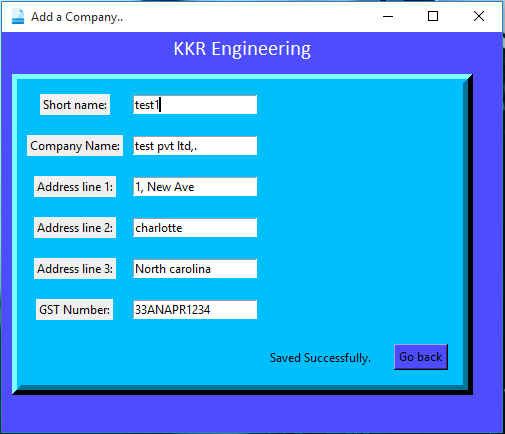 Add a Company..
KKR Engineering
Short name: test1
Company Name: test pvt ltd,.
Address line 1: 1, New Ave
Address line 2: charlotte
Address line 3: North carolina
GST Number: 33ANAPR1234
Saved Successfully. Go back